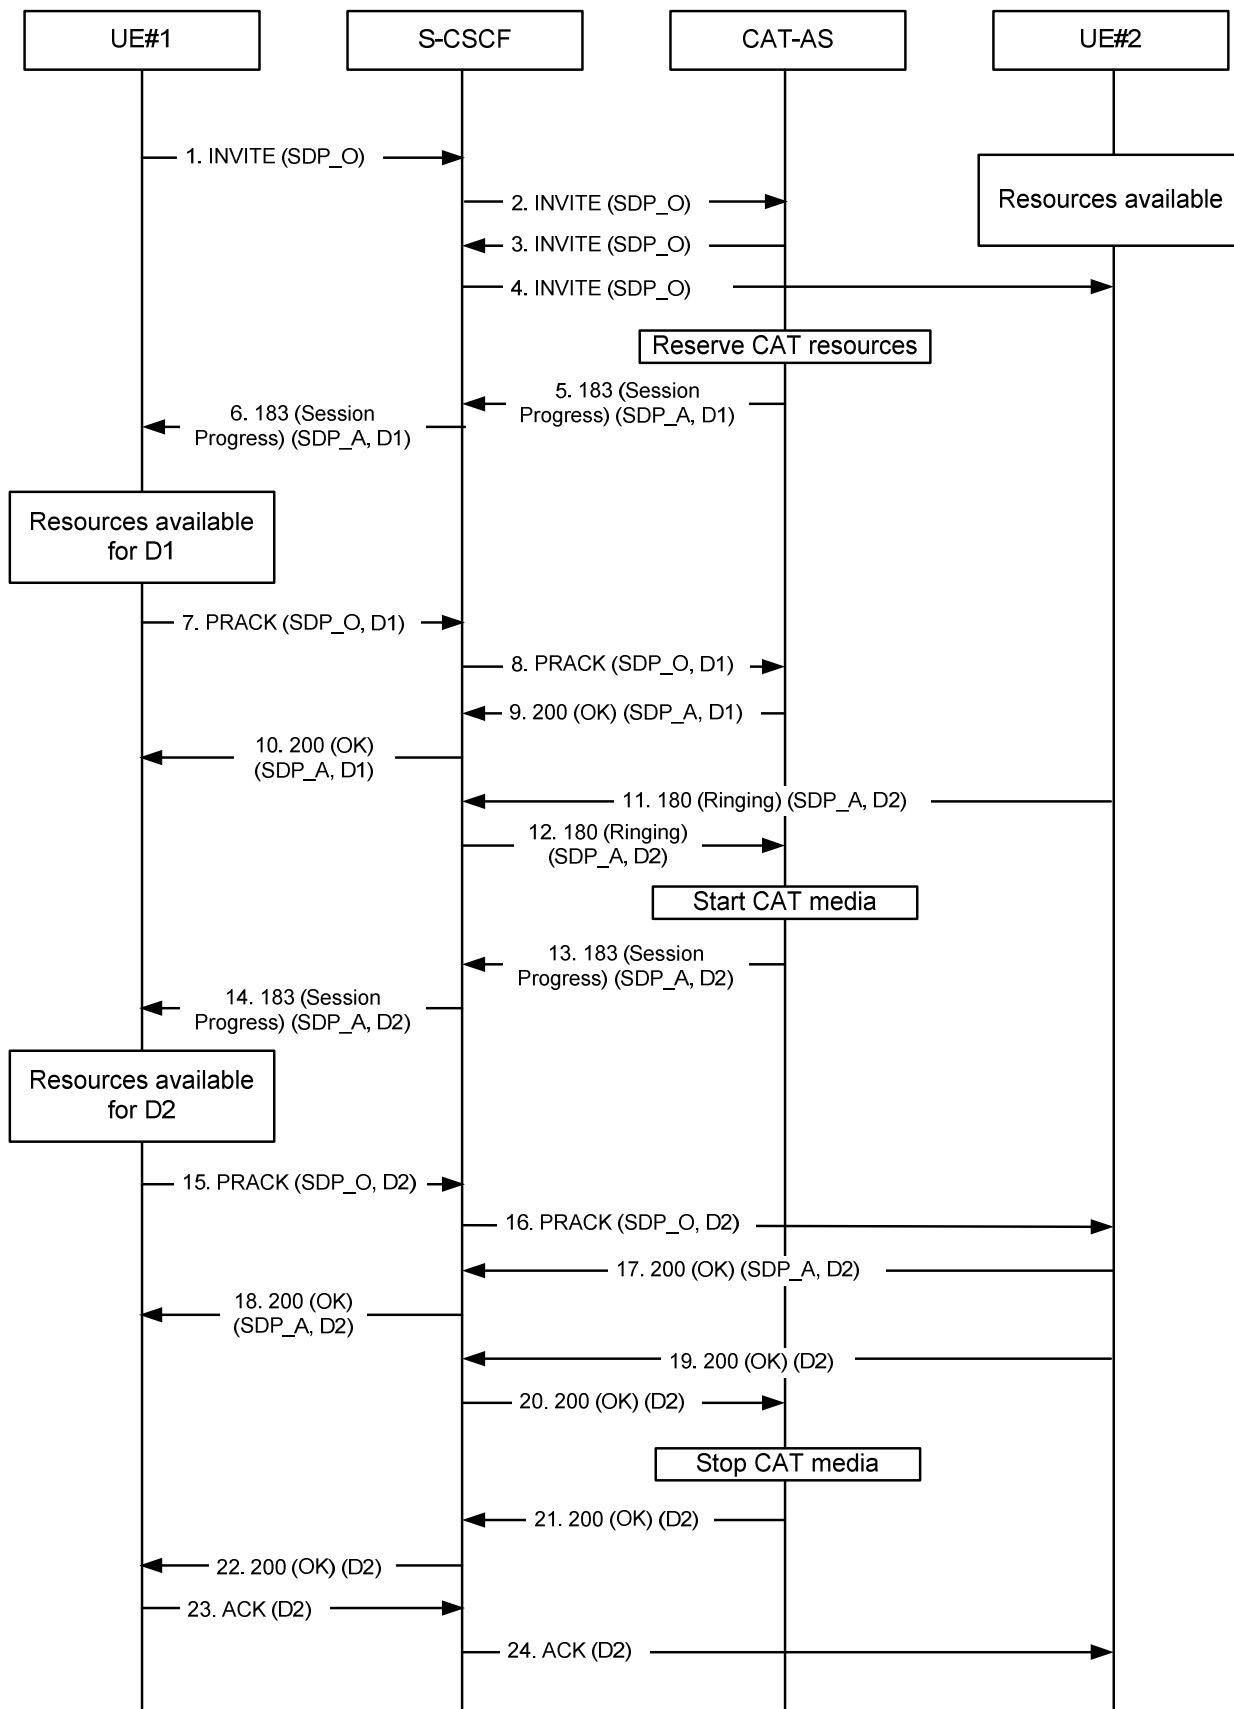 UE#1
S-CSCF
CAT-AS
UE#2
1. INVITE (SDP_O)
Resources available
2. INVITE (SDP_O)
3. INVITE (SDP_O)
4. INVITE (SDP_O)
Reserve CAT resources
5. 183 (Session
Progress) (SDP_A, D1)
6. 183 (Session
Progress) (SDP_A, D1)
Resources available
for D1
7. PRACK (SDP_O, D1)
8. PRACK (SDP_O, D1)
9. 200 (OK) (SDP_A, D1)
10. 200 (OK)
(SDP_A, D1)
11. 180 (Ringing) (SDP_A, D2)
12. 180 (Ringing)
(SDP_A, D2)
Start CAT media
13. 183 (Session
Progress) (SDP_A, D2)
14. 183 (Session
Progress) (SDP_A, D2)
Resources available
for D2
15. PRACK (SDP_O, D2)
16. PRACK (SDP_O, D2)
17. 200 (OK) (SDP_A, D2)
18. 200 (OK)
(SDP_A, D2)
19. 200 (OK) (D2)
20. 200 (OK) (D2)
Stop CAT media
21. 200 (OK) (D2)
22. 200 (OK) (D2)
23. ACK (D2)
24. ACK (D2)